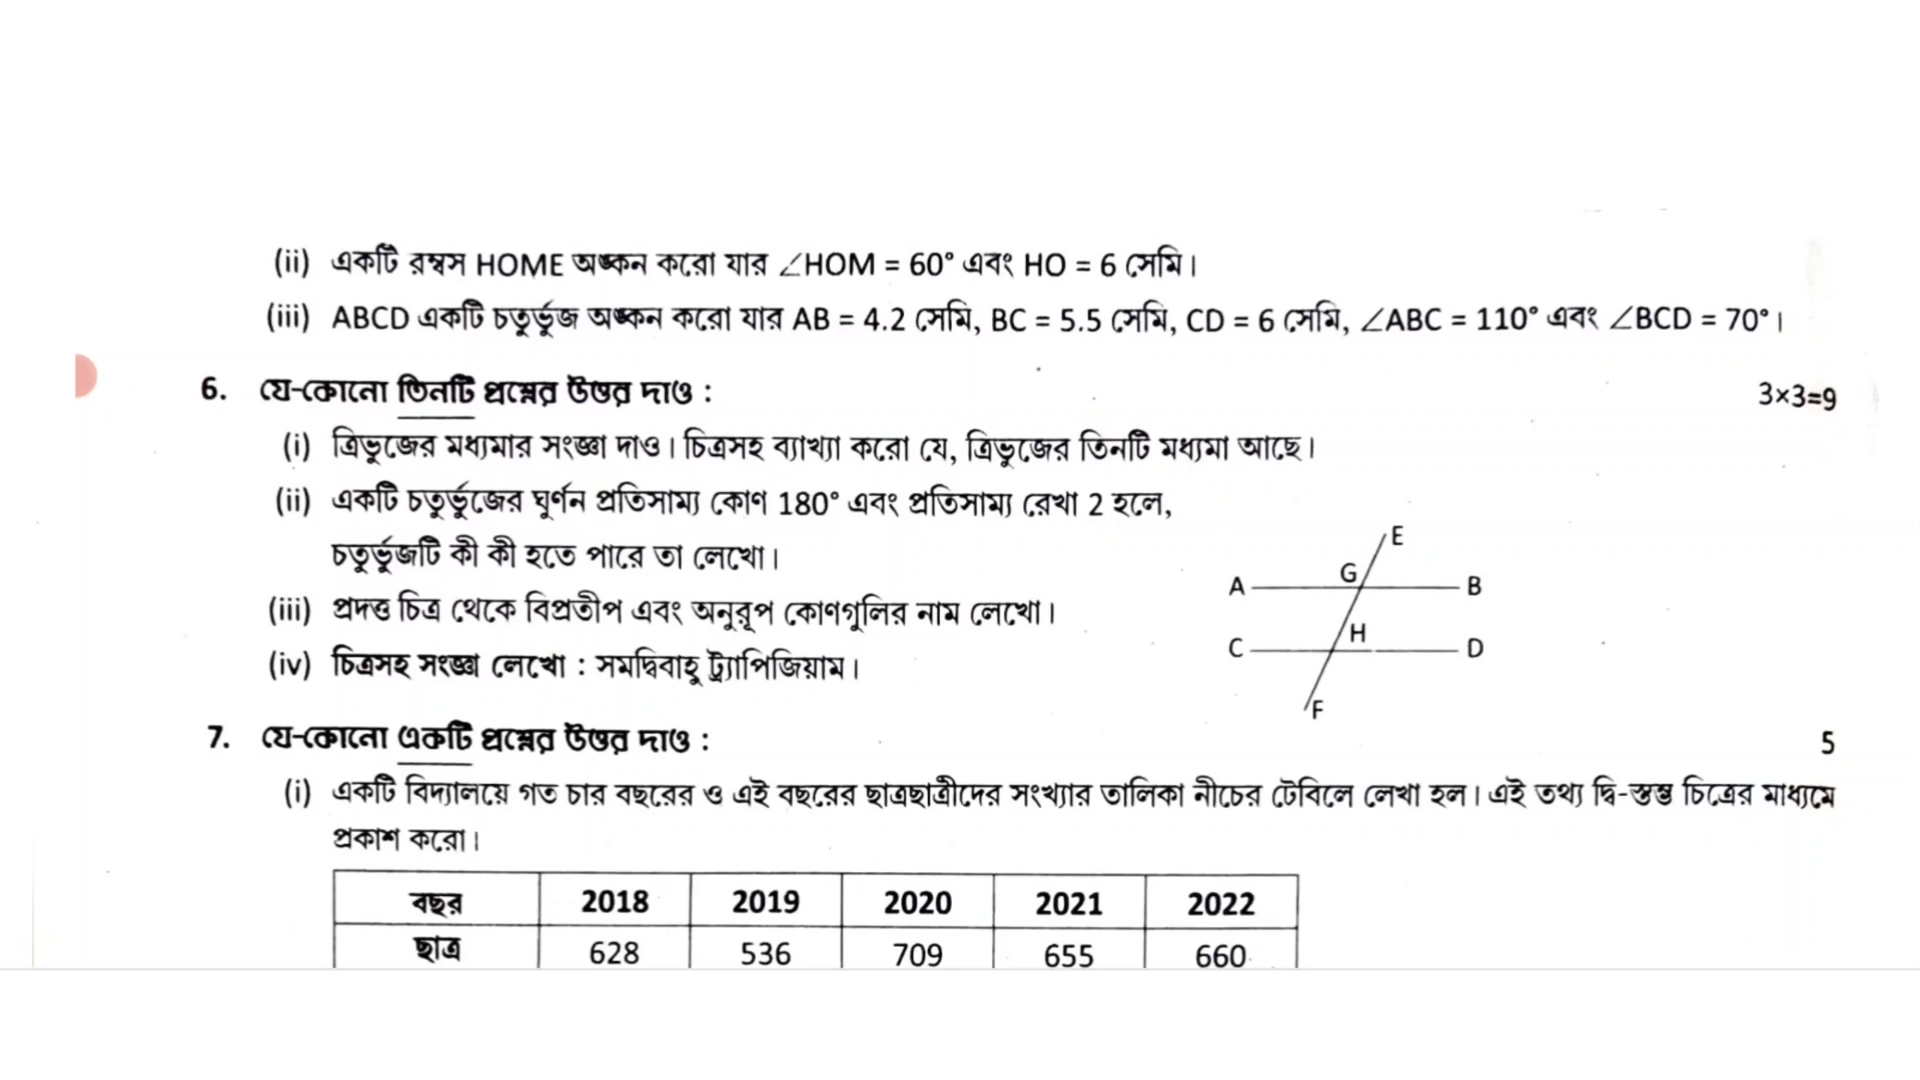 (ii) একটি রম্বস HOME অঙ্কন করো যার ∠HOM = 60° এবং HO = 6 সেমি।
(iii) ABCD একটি চতুর্ভুজ অঙ্কন করো যার AB = 4.2 সেমি, BC = 5.5 সেমি, CD = 6 সেমি, ∠ABC = 110° এবং ∠BCD = 70°।
6. যে-কোনো তিনটি প্রশ্নের উত্তর দাও : 3×3=9
(i) ত্রিভুজের মধ্যমার সংজ্ঞা দাও। চিত্রসহ ব্যাখ্যা করো যে, ত্রিভুজের তিনটি মধ্যমা আছে।
(ii) একটি চতুর্ভুজের ঘুর্ণন প্রতিসাম্য কোণ 180° এবং প্রতিসাম্য রেখা 2 হলে,
চতুর্ভুজটি কী কী হতে পারে তা লেখো।
(iii) প্রদত্ত চিত্র থেকে বিপ্রতীপ এবং অনুরূপ কোণগুলির নাম লেখো।
(iv) চিত্রসহ সংজ্ঞা লেখো : সমদ্বিবাহু ট্র্যাপিজিয়াম।
E
A G B
C H D
F
7. যে-কোনো একটি প্রশ্নের উত্তর দাও : 5
(i) একটি বিদ্যালয়ে গত চার বছরের ও এই বছরের ছাত্রছাত্রীদের সংখ্যার তালিকা নীচের টেবিলে লেখা হল। এই তথ্য দ্বি-স্তম্ভ চিত্রের মাধ্যমে
প্রকাশ করো।
বছর 2018 2019 2020 2021 2022
ছাত্র 628 536 709 655 660